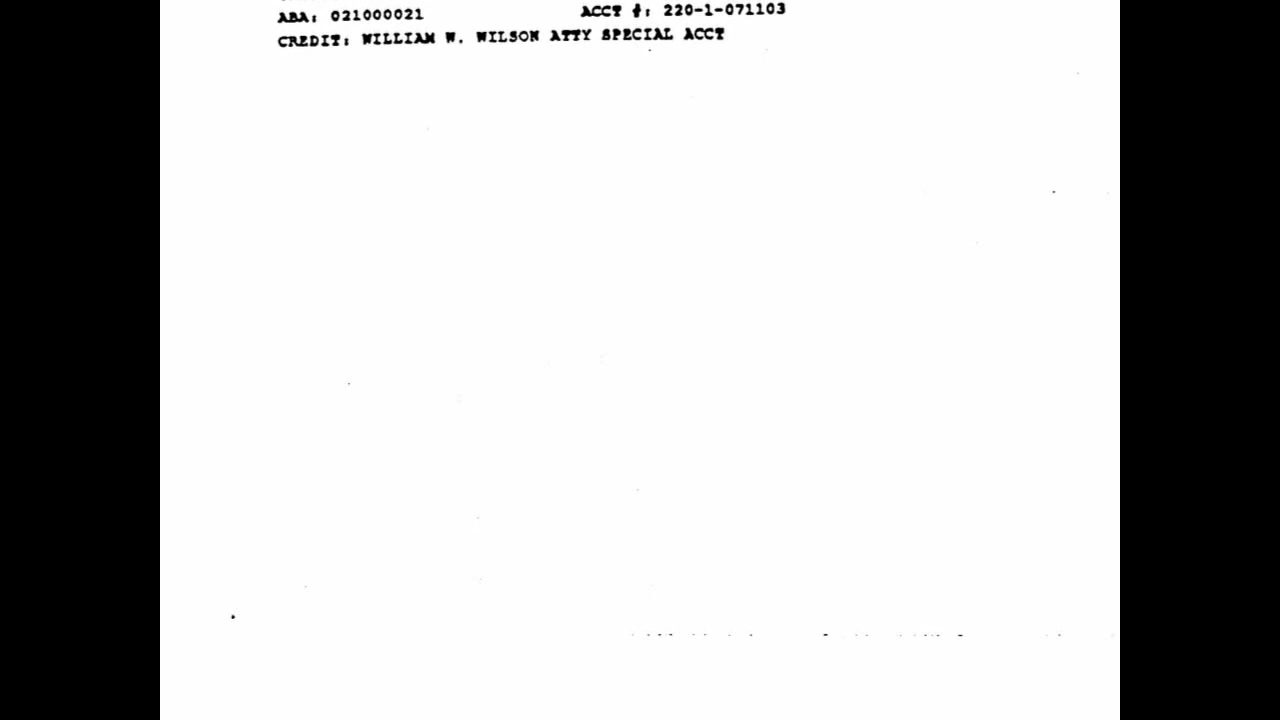 ABA: 021000021 ACCT #: 220-1-071103
CREDIT: WILLIAM W. WILSON ATTY SPECIAL ACCT